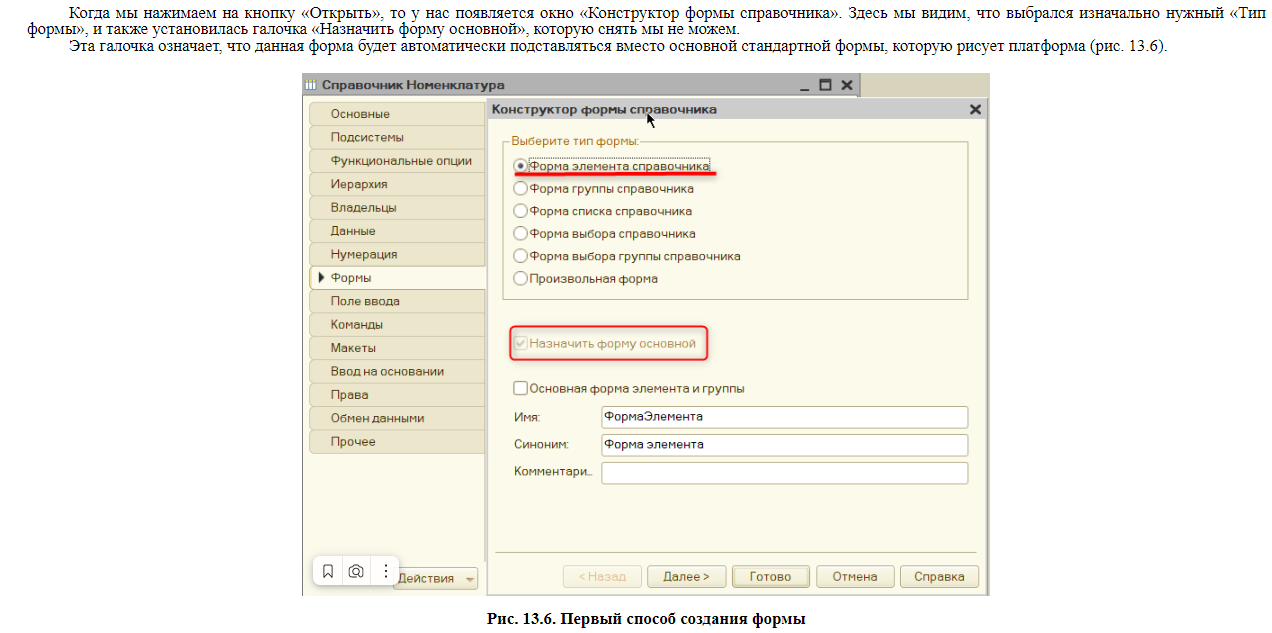 Когда мы нажимаем на кнопку «Открыть», то у нас появляется окно «Конструктор формы справочника». Здесь мы видим, что выбрался изначально нужный «Тип
формы», и также установилась галочка «Назначить форму основной», которую снять мы не можем.
Эта галочка означает, что данная форма будет автоматически подставляться вместо основной стандартной формы, которую рисует платформа (рис. 13.6).
Справочник Номенклатура
Основные
Подсистемы
Функциональные опции
Иерархия
Владельцы
Данные
Нумерация
Формы
Поле ввода
Команды
Макеты
Ввод на основании
Права
Обмен данными
Прочее
Действия
Конструктор формы справочника
Выберите тип формы:
Форма элемента справочника
Форма группы справочника
Форма списка справочника
Форма выбора справочника
Форма выбора группы справочника
Произвольная форма
Назначить форму основной
Основная форма элемента и группы
Имя: ФормаЭлемента
Синоним: Форма элемента
Комментари...
< Назад Далее > Готово Отмена Справка
Рис. 13.6. Первый способ создания формы